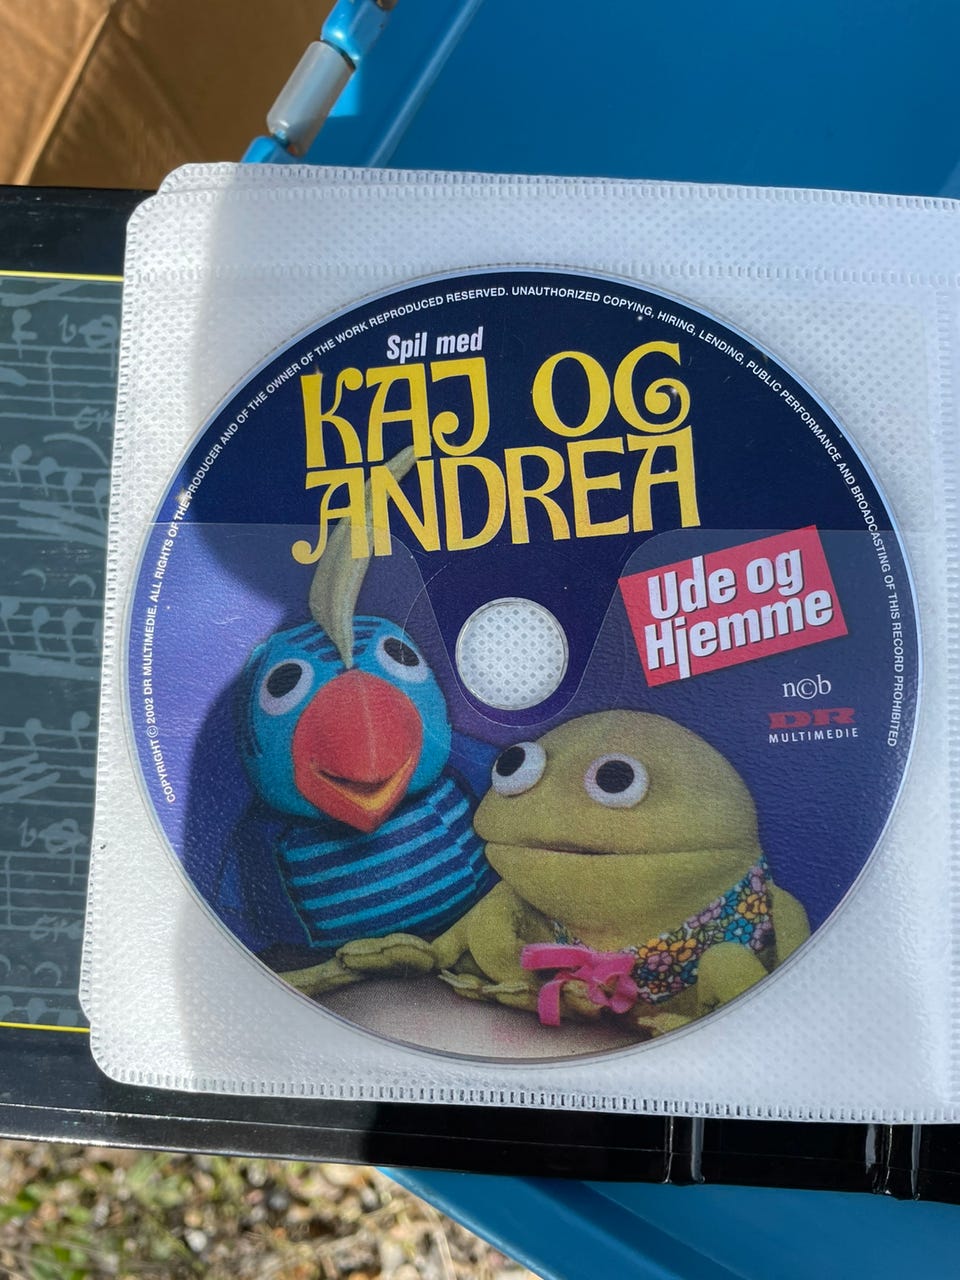 COPYRIGHT © 2002 DR MULTIMEDIE. ALL RIGHTS OF THE PRODUCER AND OF THE OWNER OF THE WORK REPRODUCED RESERVED. UNAUTHORIZED COPYING, HIRING, LENDING, PUBLIC PERFORMANCE AND BROADCASTING OF THIS RECORD PROHIBITED
Spil med
KAJ OG
ANDREA
Ude og
Hjemme
n©b
DR
MULTIMEDIE